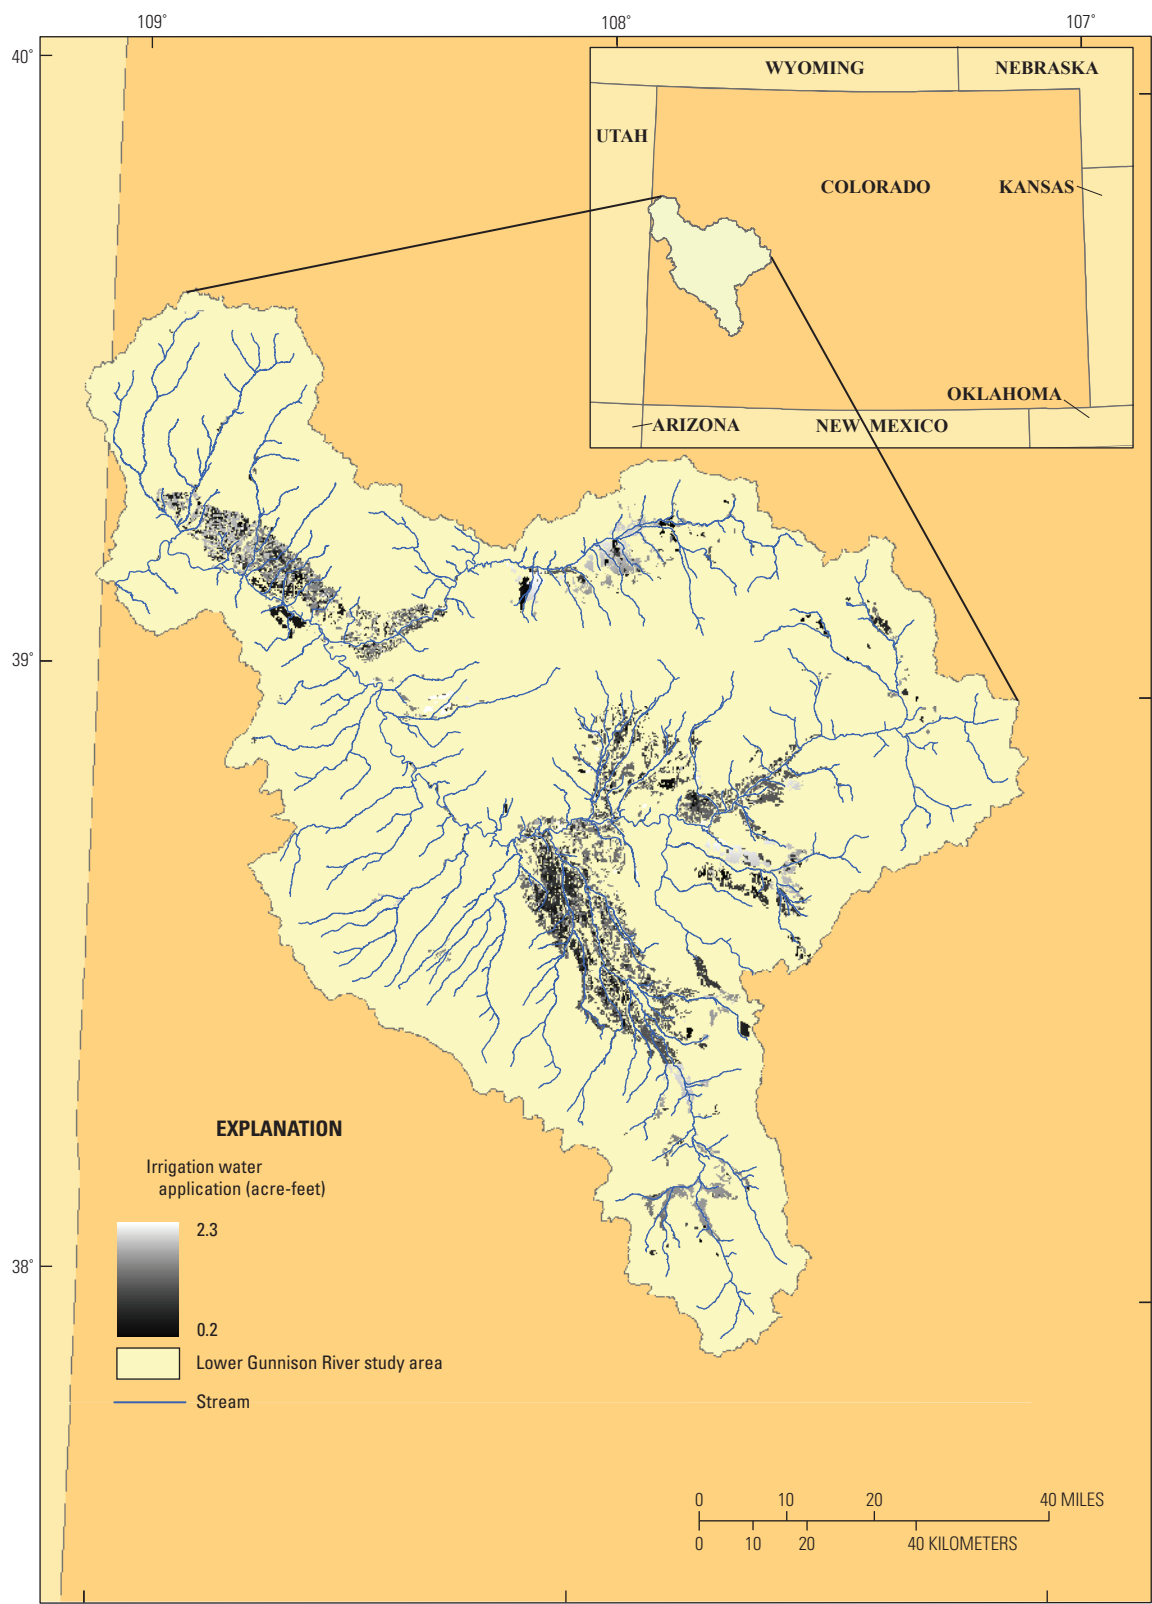 109°
108°
107°
40°
39°
38°
WYOMING
NEBRASKA
UTAH
COLORADO
KANSAS
OKLAHOMA
ARIZONA
NEW MEXICO
EXPLANATION
Irrigation water
application (acre-feet)
2.3
0.2
Lower Gunnison River study area
Stream
0 10 20 40 MILES
0 10 20 40 KILOMETERS